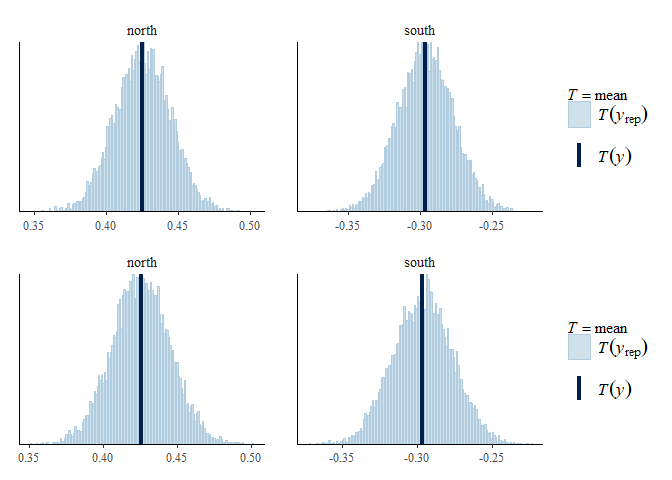 north
south
0.35 0.40 0.45 0.50
-0.35 -0.30 -0.25
T = mean
T(yrep)
T(y)
north
south
0.35 0.40 0.45 0.50
-0.35 -0.30 -0.25
T = mean
T(yrep)
T(y)